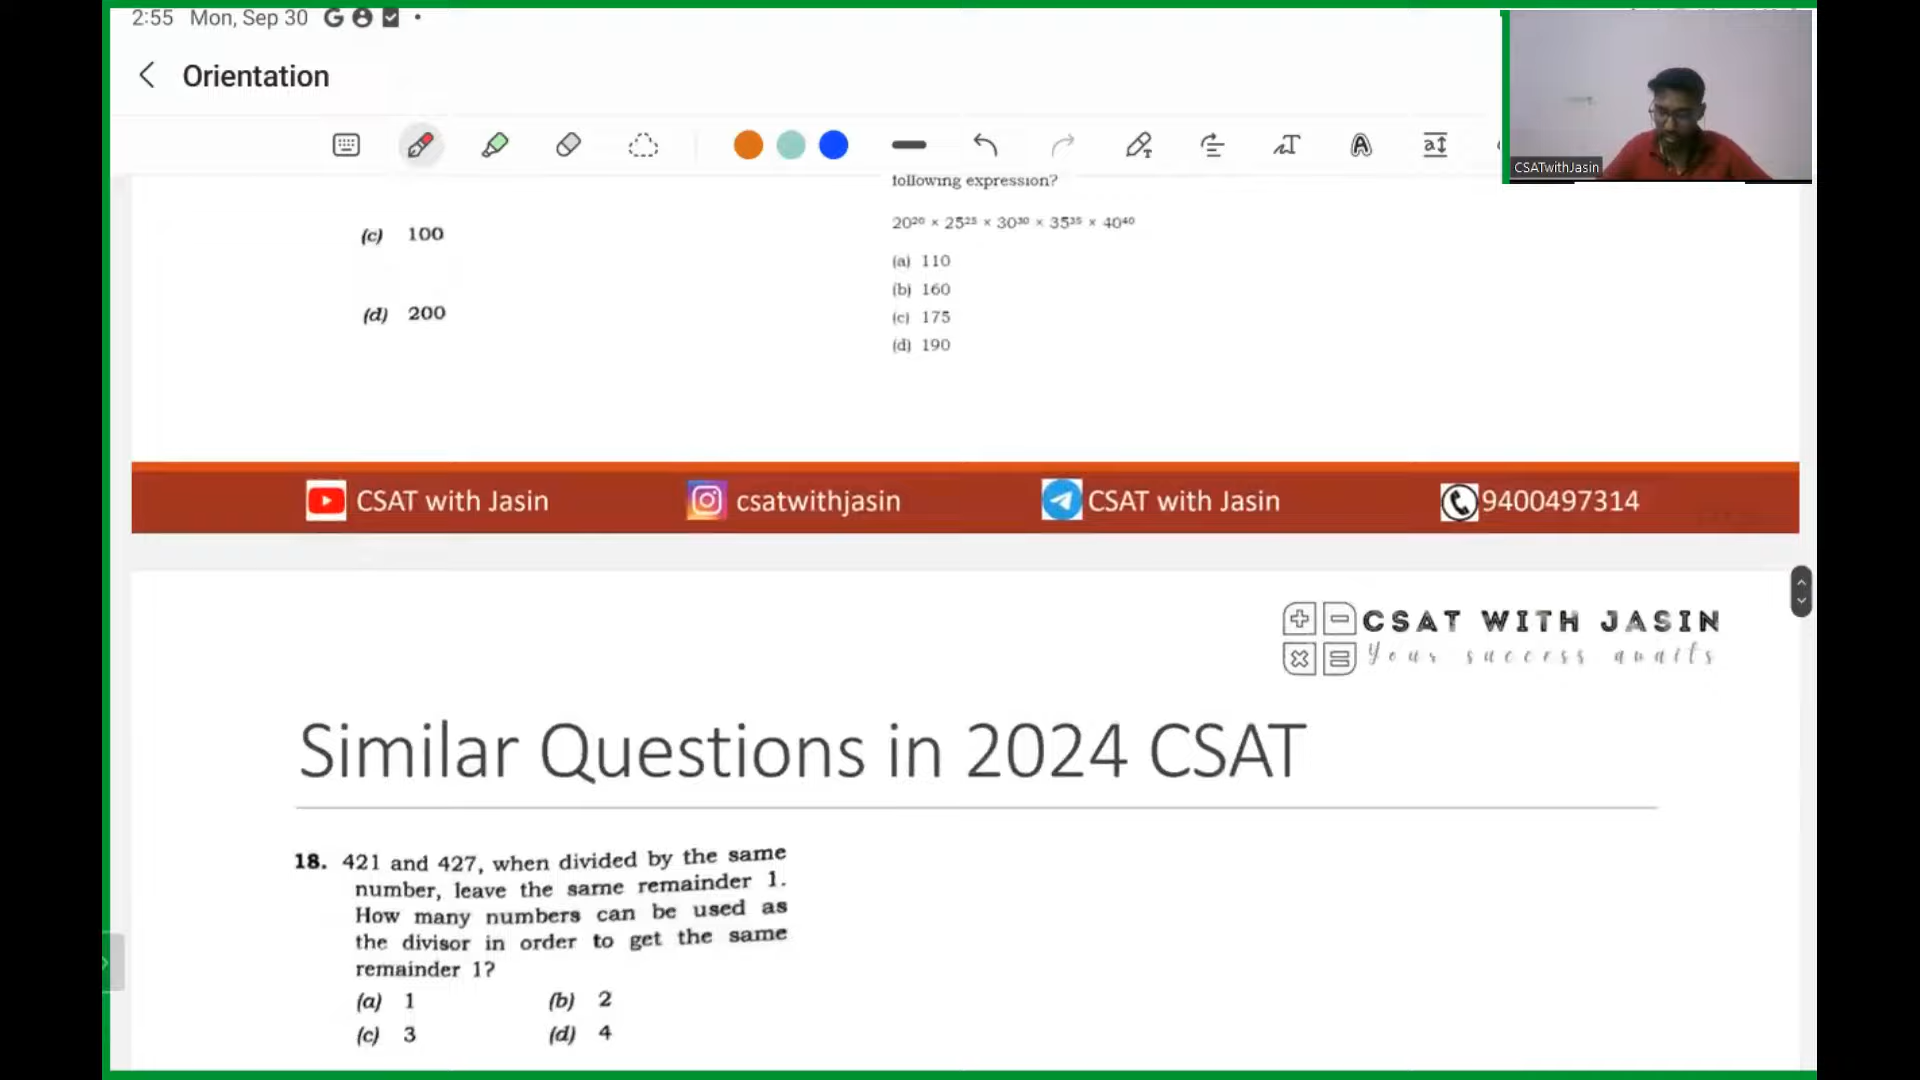 2:55 Mon, Sep 30
Orientation
CSATwithJasin
following expression?
20²⁰ × 25²⁵ × 30³⁰ × 35³⁵ × 40⁴⁰
(c) 100
(d) 200
(a) 110
(b) 160
(c) 175
(d) 190
CSAT with Jasin csatwithjasin CSAT with Jasin 9400497314
CSAT WITH JASIN
Your success awaits
Similar Questions in 2024 CSAT
18. 421 and 427, when divided by the same
number, leave the same remainder 1.
How many numbers can be used as
the divisor in order to get the same
remainder 1?
(a) 1 (b) 2
(c) 3 (d) 4